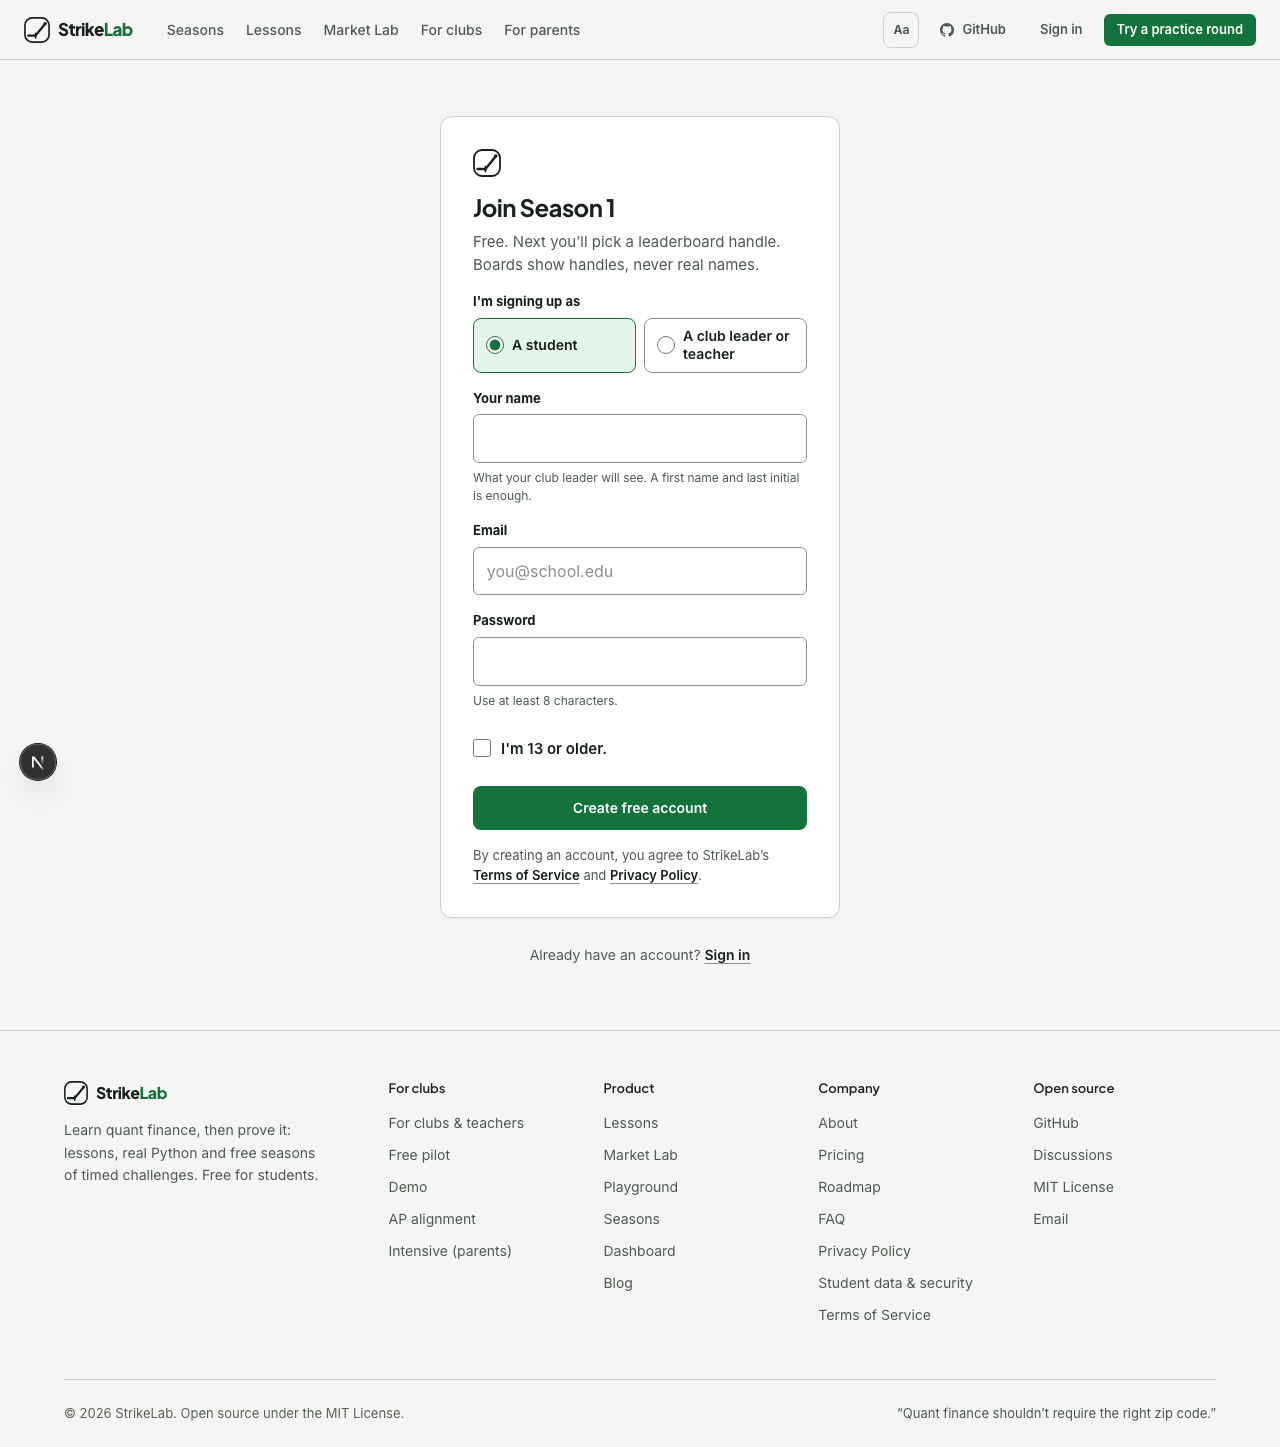 StrikeLab
Seasons
Lessons
Market Lab
For clubs
For parents
Aa
GitHub
Sign in
Try a practice round
Join Season 1
Free. Next you’ll pick a leaderboard handle.
Boards show handles, never real names.
I'm signing up as
A student
A club leader or
teacher
Your name
What your club leader will see. A first name and last initial
is enough.
Email
you@school.edu
Password
Use at least 8 characters.
I'm 13 or older.
Create free account
By creating an account, you agree to StrikeLab’s
Terms of Service and Privacy Policy.
Already have an account? Sign in
N
StrikeLab
Learn quant finance, then prove it:
lessons, real Python and free seasons
of timed challenges. Free for students.
For clubs
For clubs & teachers
Free pilot
Demo
AP alignment
Intensive (parents)
Product
Lessons
Market Lab
Playground
Seasons
Dashboard
Blog
Company
About
Pricing
Roadmap
FAQ
Privacy Policy
Student data & security
Terms of Service
Open source
GitHub
Discussions
MIT License
Email
© 2026 StrikeLab. Open source under the MIT License.
“Quant finance shouldn’t require the right zip code.”